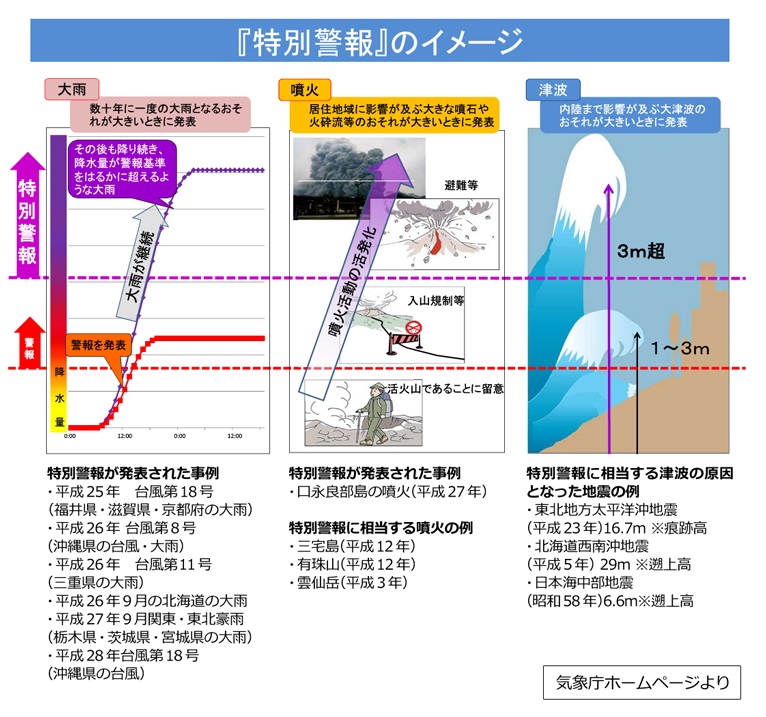 『特別警報』のイメージ
大雨
数十年に一度の大雨となるおそ
れが大きいときに発表
その後も降り続き、
降水量が警報基準
をはるかに超えるよ
うな大雨
特別警報
大雨が継続
警報
警報を発表
降水量
0:00
12:00
0:00
12:00
特別警報が発表された事例
・平成25年　台風第18号
(福井県・滋賀県・京都府の大雨)
・平成26年 台風第8号
(沖縄県の台風・大雨)
・平成26年　台風第11号
(三重県の大雨)
・平成26年9月の北海道の大雨
・平成27年9月関東・東北豪雨
(栃木県・茨城県・宮城県の大雨)
・平成28年台風第18号
(沖縄県の台風)
噴火
居住地域に影響が及ぶ大きな噴石や
火砕流等のおそれが大きいときに発表
避難等
噴火活動の活発化
入山規制等
活火山であることに留意
特別警報が発表された事例
・口永良部島の噴火(平成27年)
特別警報に相当する噴火の例
・三宅島(平成12年)
・有珠山(平成12年)
・雲仙岳(平成3年)
津波
内陸まで影響が及ぶ大津波の
おそれが大きいときに発表
3m超
1～3m
特別警報に相当する津波の原因
となった地震の例
・東北地方太平洋沖地震
(平成23年)16.7m ※痕跡高
・北海道西南沖地震
(平成5年) 29m ※遡上高
・日本海中部地震
(昭和58年)6.6m※遡上高
気象庁ホームページより